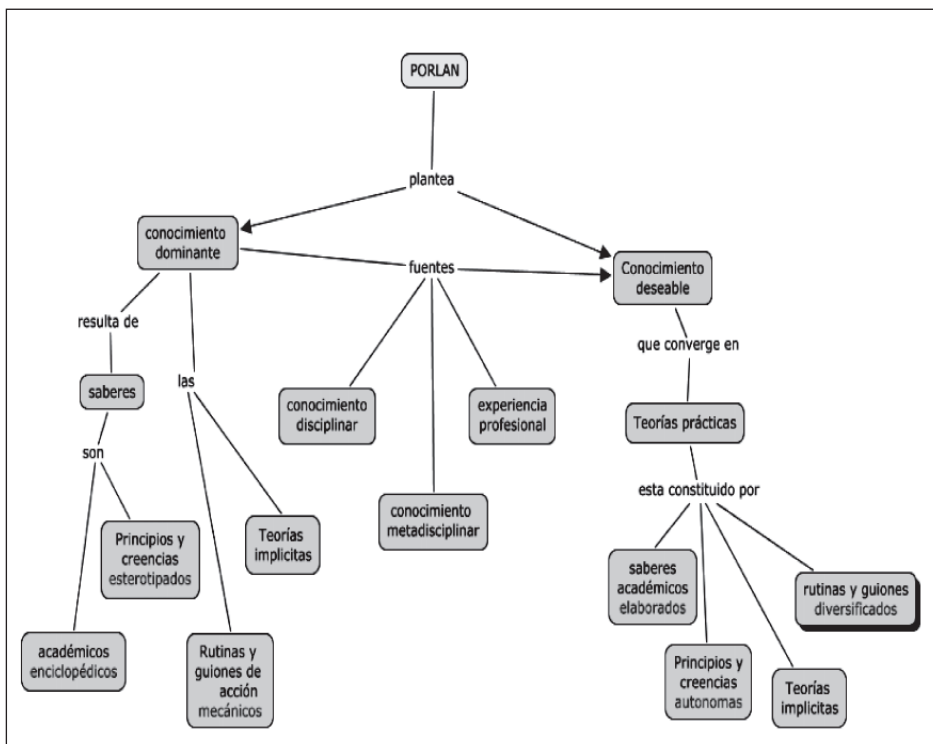 PORLAN
plantea
conocimiento
dominante
fuentes
Conocimiento
deseable
resulta de
que converge en
saberes
las
conocimiento
disciplinar
experiencia
profesional
Teorías prácticas
son
esta constituido por
Principios y
creencias
esterotipados
Teorías
implicitas
conocimiento
metadisciplinar
saberes
académicos
elaborados
rutinas y guiones
diversificados
académicos
enciclopédicos
Rutinas y
guiones de
acción
mecánicos
Principios y
creencias
autonomas
Teorías
implicitas